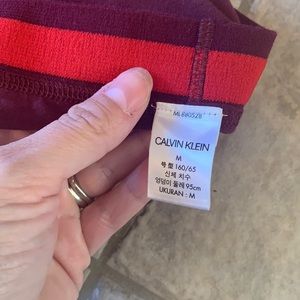 CALVIN KLEIN
M
号型 160/65
신체 치수
엉덩이 둘레 95cm
UKURAN : M